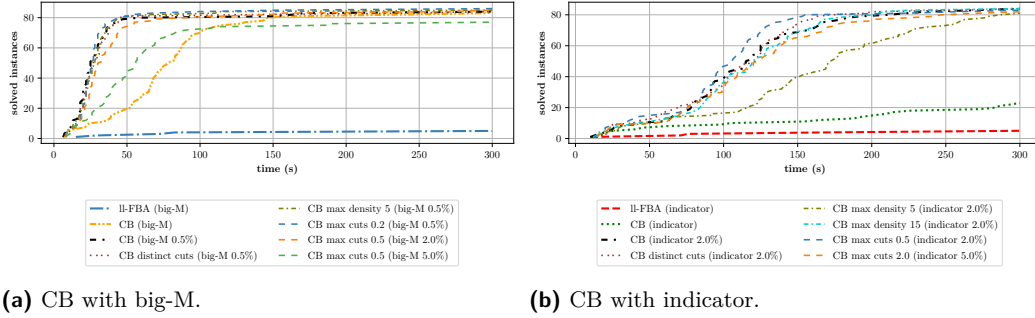 80
60
40
20
0
solved instances
0
50
100
150
200
250
300
time (s)
ll-FBA (big-M)
CB (big-M)
CB (big-M 0.5%)
CB distinct cuts (big-M 0.5%)
CB max density 5 (big-M 0.5%)
CB max cuts 0.2 (big-M 0.5%)
CB max cuts 0.5 (big-M 2.0%)
CB max cuts 0.5 (big-M 5.0%)
(a) CB with big-M.
80
60
40
20
0
solved instances
0
50
100
150
200
250
300
time (s)
ll-FBA (indicator)
CB (indicator)
CB (indicator 2.0%)
CB distinct cuts (indicator 2.0%)
CB max density 5 (indicator 2.0%)
CB max density 15 (indicator 2.0%)
CB max cuts 0.5 (indicator 2.0%)
CB max cuts 2.0 (indicator 5.0%)
(b) CB with indicator.